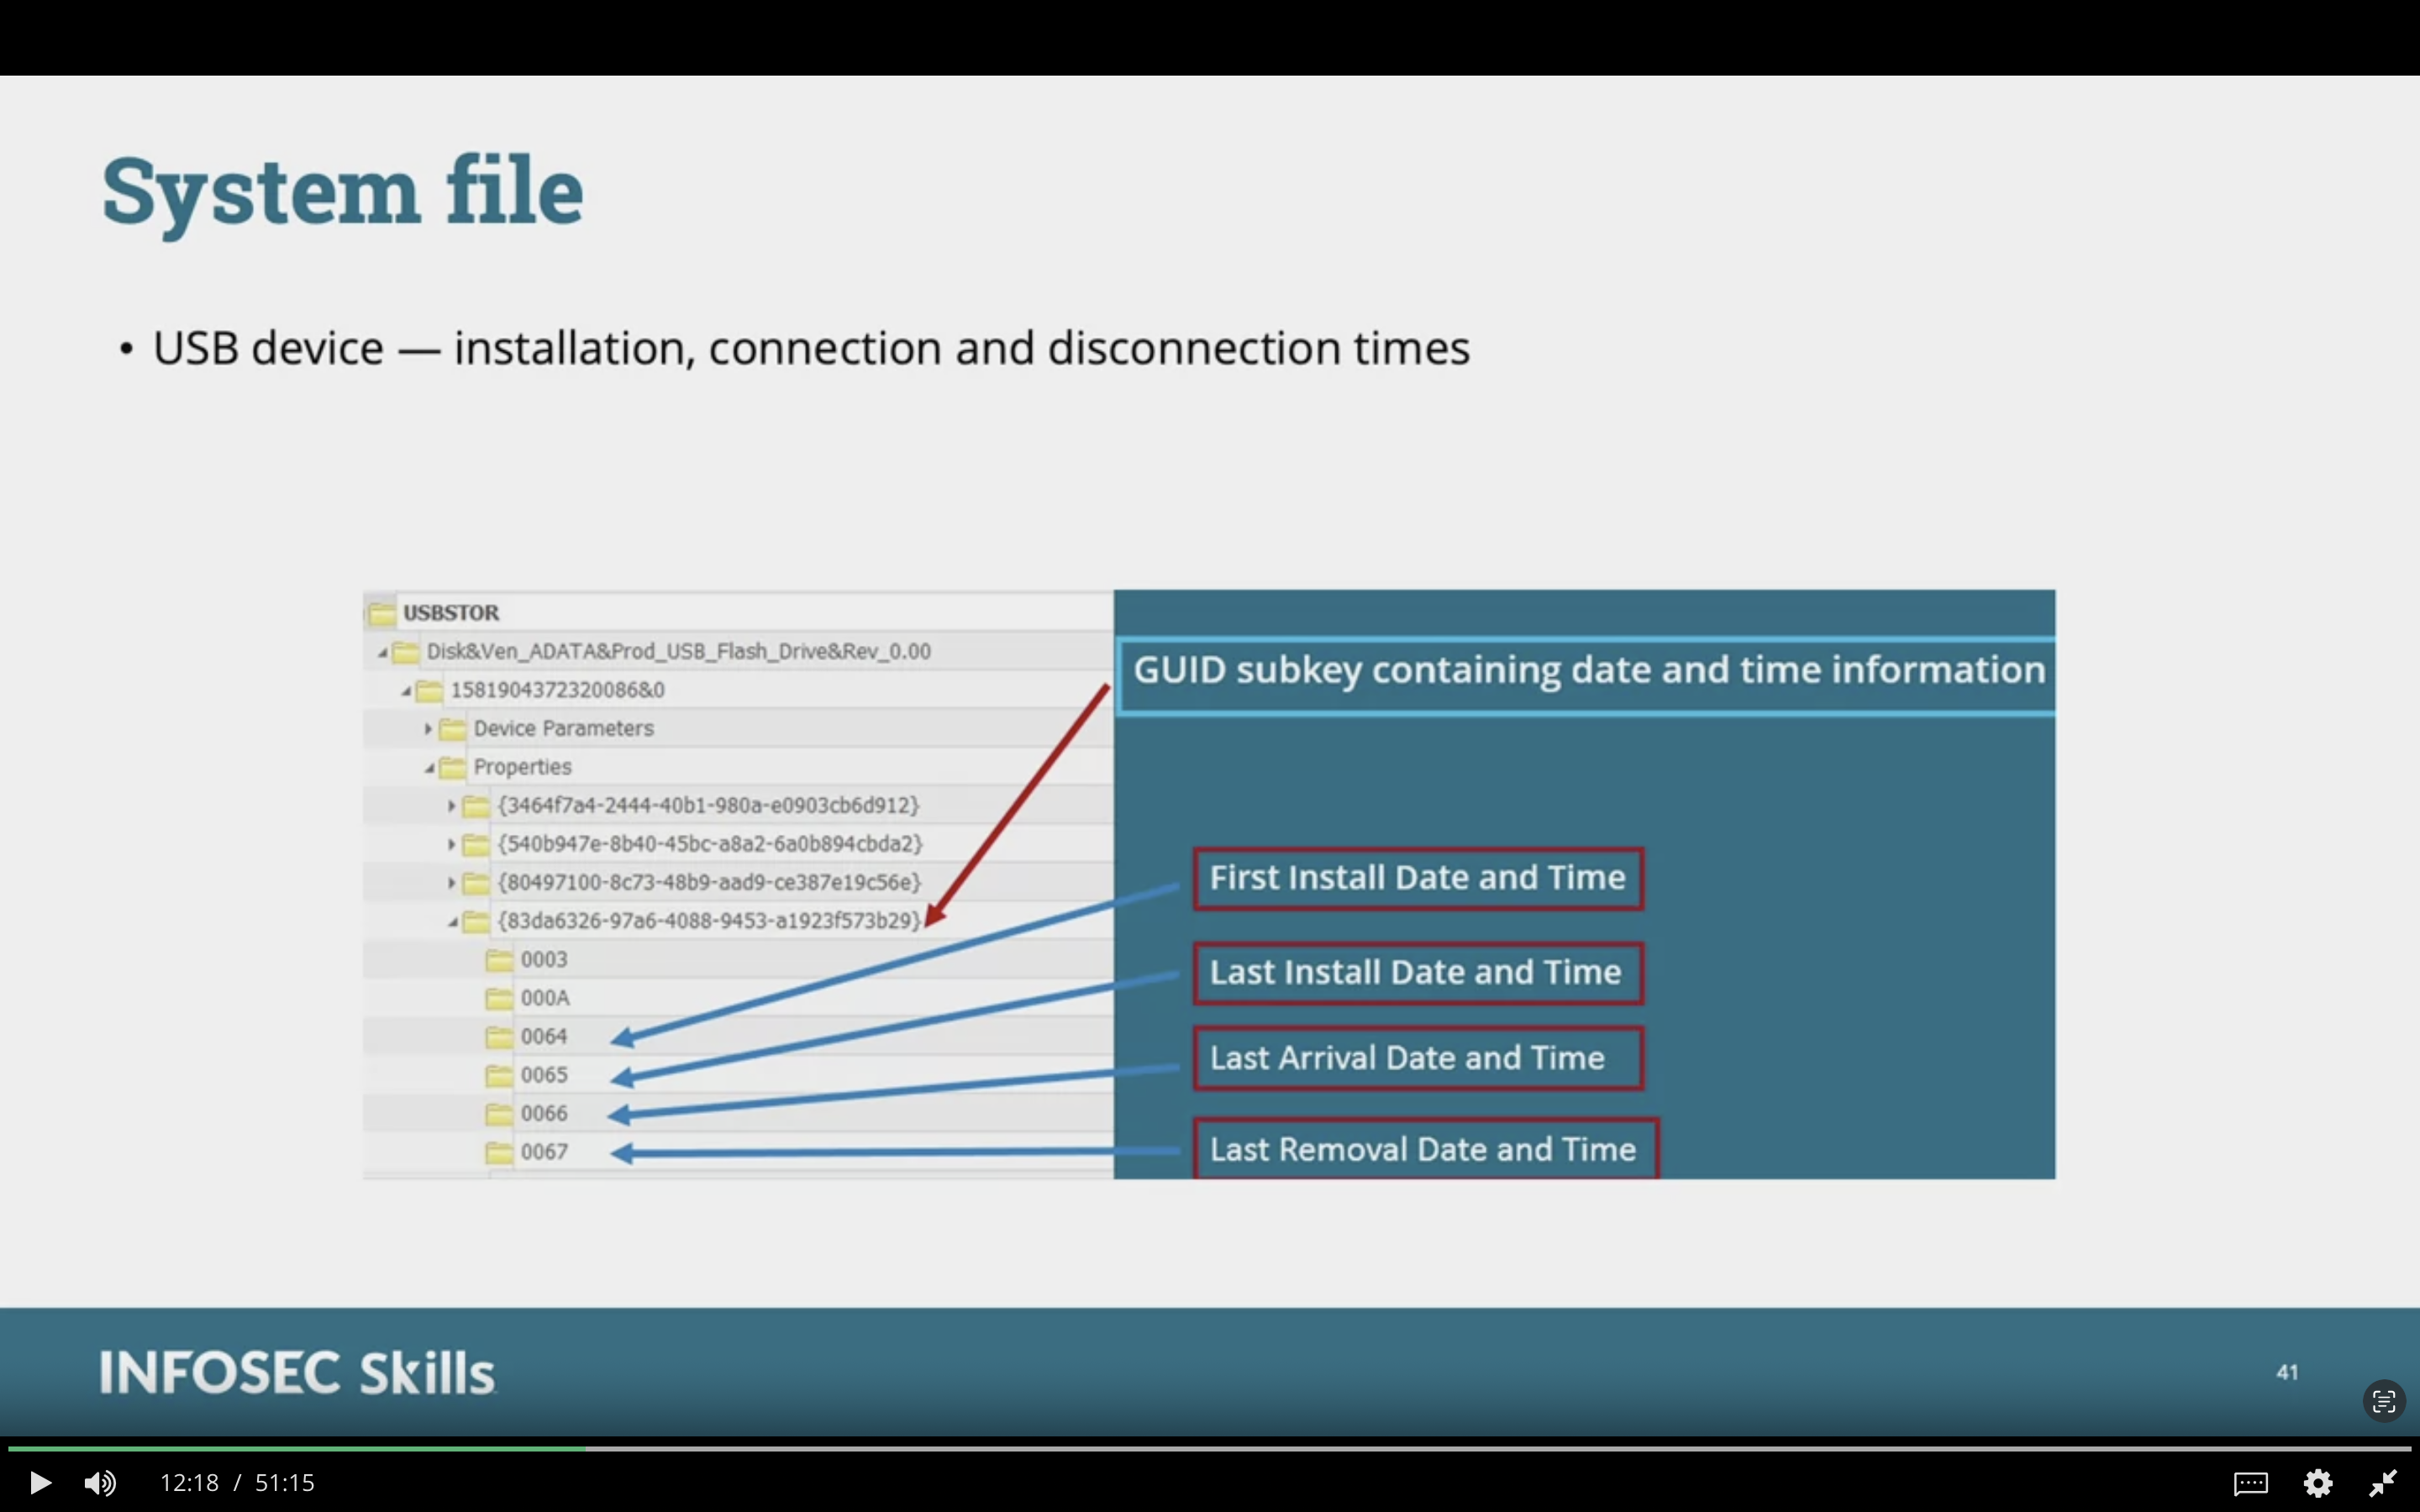 System file
• USB device — installation, connection and disconnection times
USBSTOR
Disk&Ven_ADATA&Prod_USB_Flash_Drive&Rev_0.00
1581904372320086&0
Device Parameters
Properties
{3464f7a4-2444-40b1-980a-e0903cb6d912}
{540b947e-8b40-45bc-a8a2-6a0b894cbda2}
{80497100-8c73-48b9-aad9-ce387e19c56e}
{83da6326-97a6-4088-9453-a1923f573b29}
0003
000A
0064
0065
0066
0067
GUID subkey containing date and time information
First Install Date and Time
Last Install Date and Time
Last Arrival Date and Time
Last Removal Date and Time
INFOSEC Skills
41
12:18 / 51:15